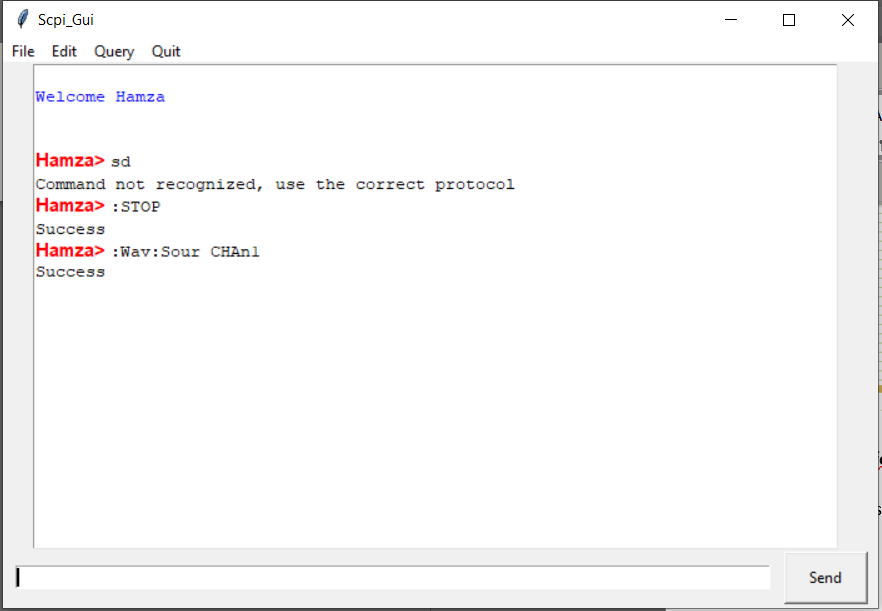 Scpi_Gui
File Edit Query Quit
Welcome Hamza
Hamza> sd
Command not recognized, use the correct protocol
Hamza> :STOP
Success
Hamza> :Wav:Sour CHAn1
Success
Send